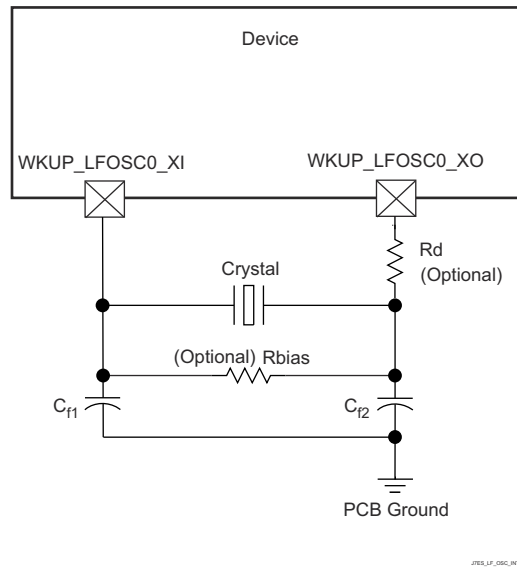 Device
WKUP_LFOSC0_XI
WKUP_LFOSC0_XO
Rd
(Optional)
Crystal
(Optional) Rbias
Cf1
Cf2
PCB Ground